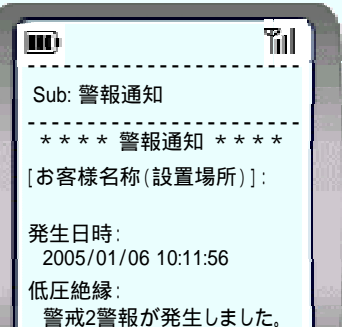 Sub: 警報通知
＊＊＊＊ 警報通知 ＊＊＊＊
[お客様名称(設置場所)]:
発生日時:
2005/01/06 10:11:56
低圧絶縁:
警戒2警報が発生しました。